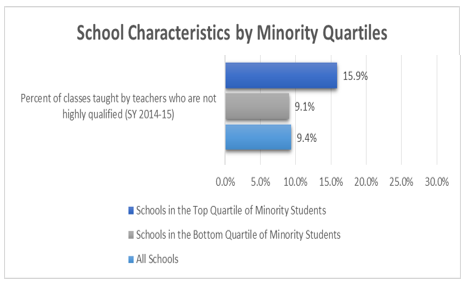 School Characteristics by Minority Quartiles
Percent of classes taught by teachers who are not
highly qualified (SY 2014-15)
15.9%
9.1%
9.4%
0.0% 5.0% 10.0% 15.0% 20.0% 25.0% 30.0%
Schools in the Top Quartile of Minority Students
Schools in the Bottom Quartile of Minority Students
All Schools